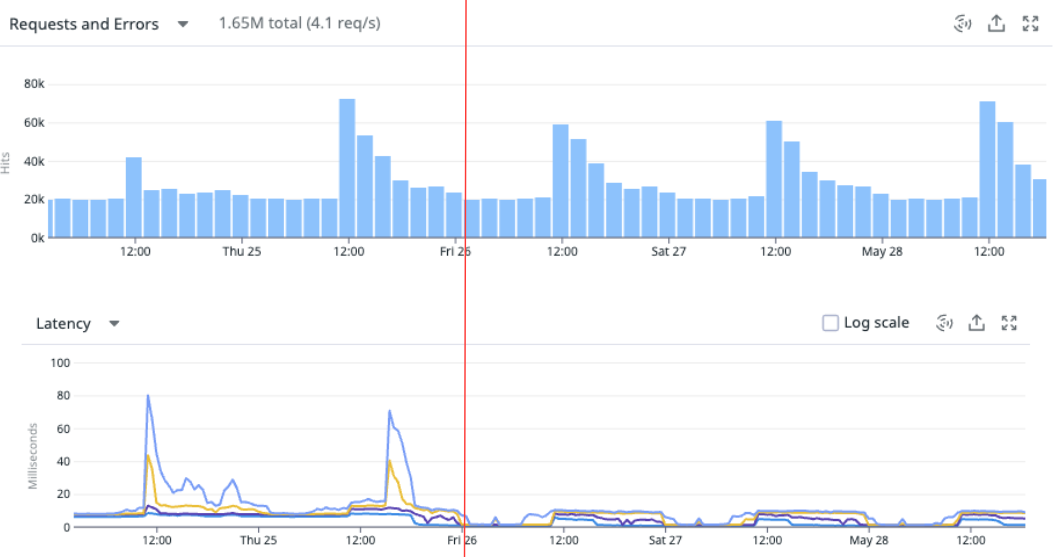 Requests and Errors 1.65M total (4.1 req/s)
80k
60k
40k
20k
0k
Hits
12:00 Thu 25 12:00 Fri 26 12:00 Sat 27 12:00 May 28 12:00
Latency Log scale
100
80
60
40
20
0
Milliseconds
12:00 Thu 25 12:00 Fri 26 12:00 Sat 27 12:00 May 28 12:00